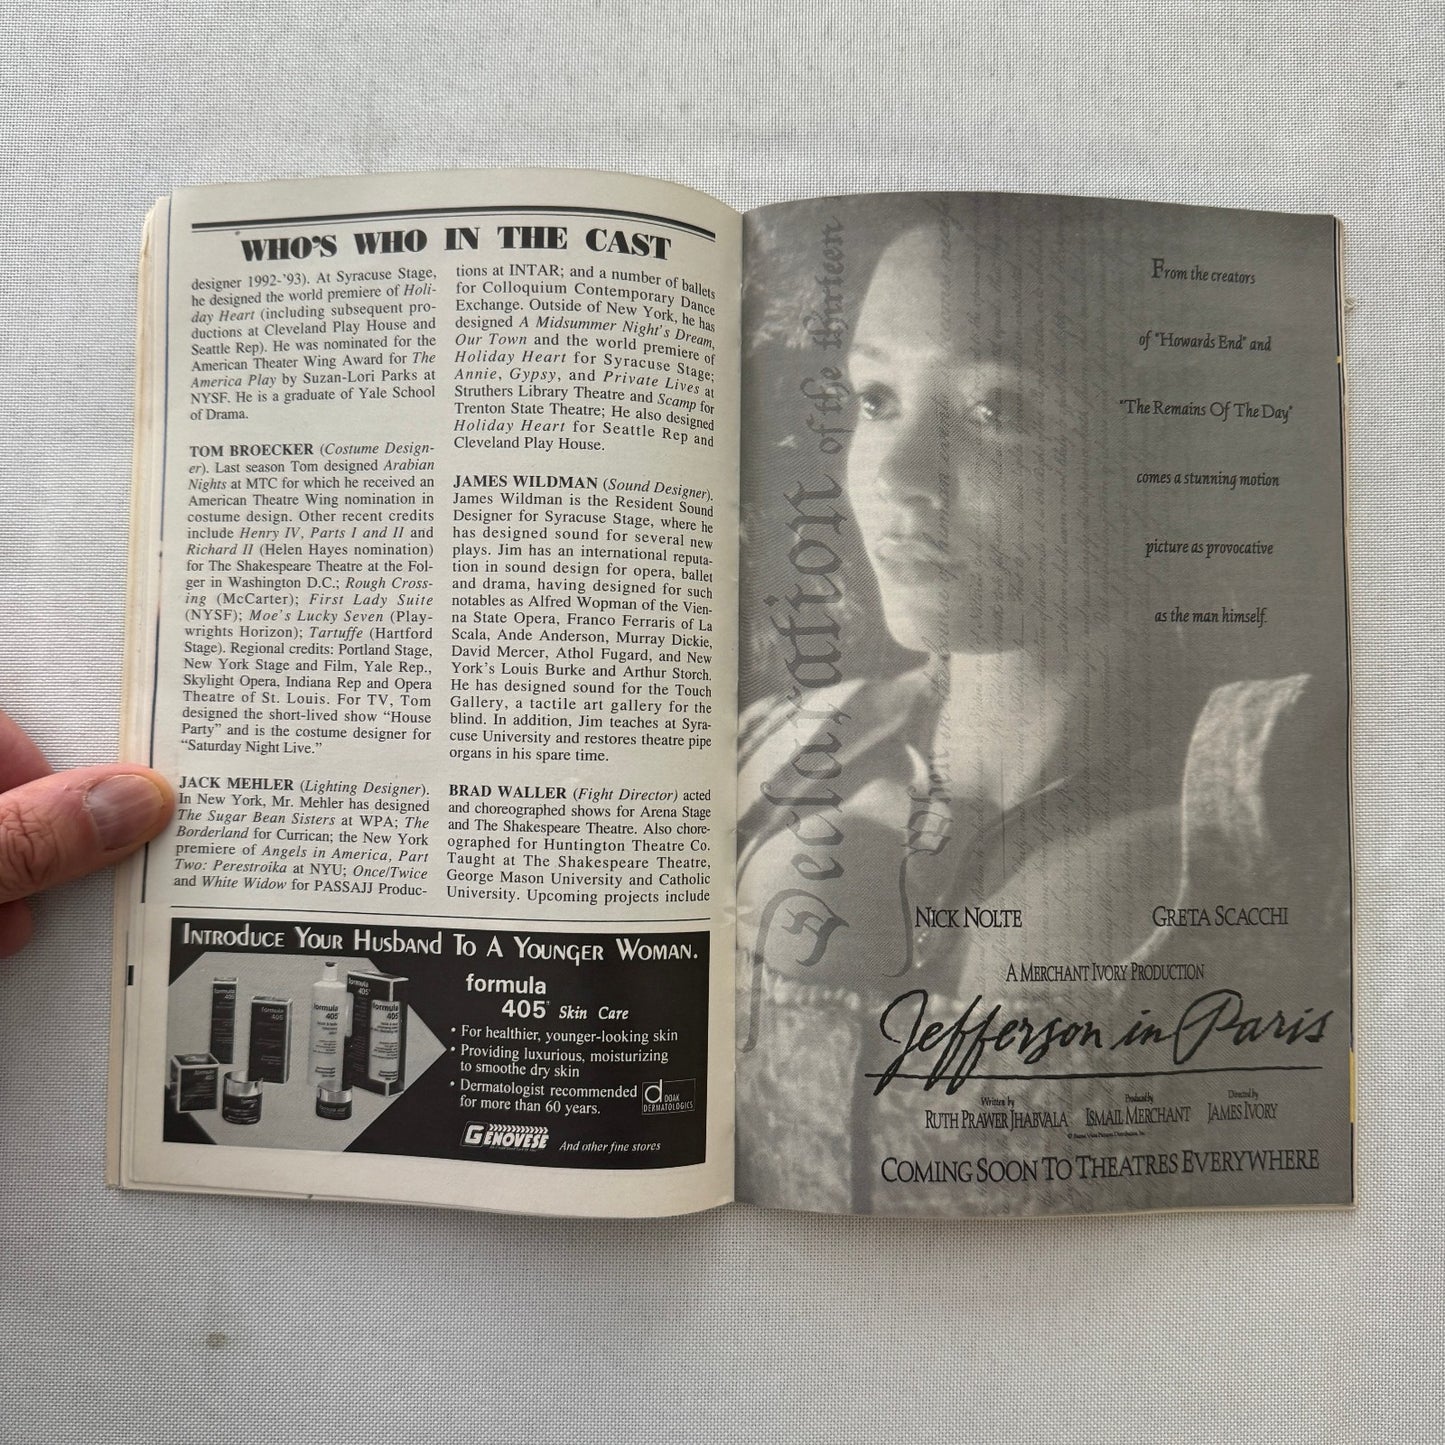 WHO'S WHO IN THE CAST
designer 1992-'93). At Syracuse Stage,
he designed the world premiere of Holi-
day Heart (including subsequent pro-
ductions at Cleveland Play House and
Seattle Rep). He was nominated for the
American Theater Wing Award for The
America Play by Suzan-Lori Parks at
NYSF. He is a graduate of Yale School
of Drama.
TOM BROECKER (Costume Design-
er). Last season Tom designed Arabian
Nights at MTC for which he received an
American Theatre Wing nomination in
costume design. Other recent credits
include Henry IV, Parts I and II and
Richard II (Helen Hayes nomination)
for The Shakespeare Theatre at the Fol-
ger in Washington D.C.; Rough Cross-
ing (McCarter); First Lady Suite
(NYSF); Moe's Lucky Seven (Play-
wrights Horizon); Tartuffe (Hartford
Stage). Regional credits: Portland Stage,
New York Stage and Film, Yale Rep.,
Skylight Opera, Indiana Rep and Opera
Theatre of St. Louis. For TV, Tom
designed the short-lived show "House
Party" and is the costume designer for
"Saturday Night Live."
JACK MEHLER (Lighting Designer).
In New York, Mr. Mehler has designed
The Sugar Bean Sisters at WPA; The
Borderland for Currican; the New York
premiere of Angels in America, Part
Two: Perestroika at NYU; Once/Twice
and White Widow for PASSAJJ Produc-
tions at INTAR; and a number of ballets
for Colloquium Contemporary Dance
Exchange. Outside of New York, he has
designed A Midsummer Night's Dream,
Our Town and the world premiere of
Holiday Heart for Syracuse Stage;
Annie, Gypsy, and Private Lives at
Struthers Library Theatre and Scamp for
Trenton State Theatre; He also designed
Holiday Heart for Seattle Rep and
Cleveland Play House.
JAMES WILDMAN (Sound Designer).
James Wildman is the Resident Sound
Designer for Syracuse Stage, where he
has designed sound for several new
plays. Jim has an international reputa-
tion in sound design for opera, ballet
and drama, having designed for such
notables as Alfred Wopman of the Vien-
na State Opera, Franco Ferraris of La
Scala, Ande Anderson, Murray Dickie,
David Mercer, Athol Fugard, and New
York's Louis Burke and Arthur Storch.
He has designed sound for the Touch
Gallery, a tactile art gallery for the
blind. In addition, Jim teaches at Syra-
cuse University and restores theatre pipe
organs in his spare time.
BRAD WALLER (Fight Director) acted
and choreographed shows for Arena Stage
and The Shakespeare Theatre. Also chore-
ographed for Huntington Theatre Co.
Taught at The Shakespeare Theatre,
George Mason University and Catholic
University. Upcoming projects include
INTRODUCE YOUR HUSBAND TO A YOUNGER WOMAN.
formula
405 Skin Care
• For healthier, younger-looking skin
• Providing luxurious, moisturizing
to smoothe dry skin
• Dermatologist recommended
for more than 60 years.
d DOAK
DERMATOLOGICS
GENOVESE And other fine stores
Declaration of the thirteen
From the creators
of "Howards End" and
"The Remains Of The Day"
comes a stunning motion
picture as provocative
as the man himself.
NICK NOLTE GRETA SCACCHI
A MERCHANT IVORY PRODUCTION
Jefferson in Paris
Written by Produced by Directed by
RUTH PRAWER JHABVALA ISMAIL MERCHANT JAMES IVORY
COMING SOON TO THEATRES EVERYWHERE